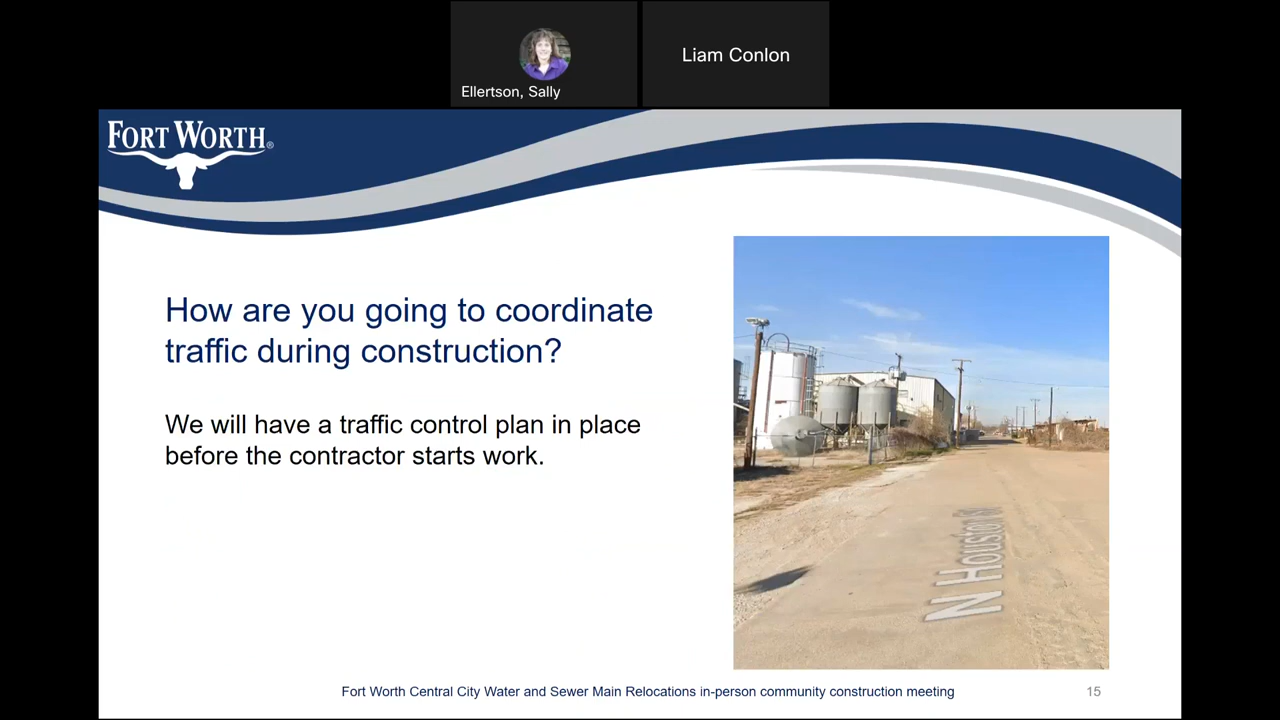 Liam Conlon
Ellertson, Sally
FORT WORTH®
How are you going to coordinate
traffic during construction?
We will have a traffic control plan in place
before the contractor starts work.
N Houston St
Fort Worth Central City Water and Sewer Main Relocations in-person community construction meeting
15